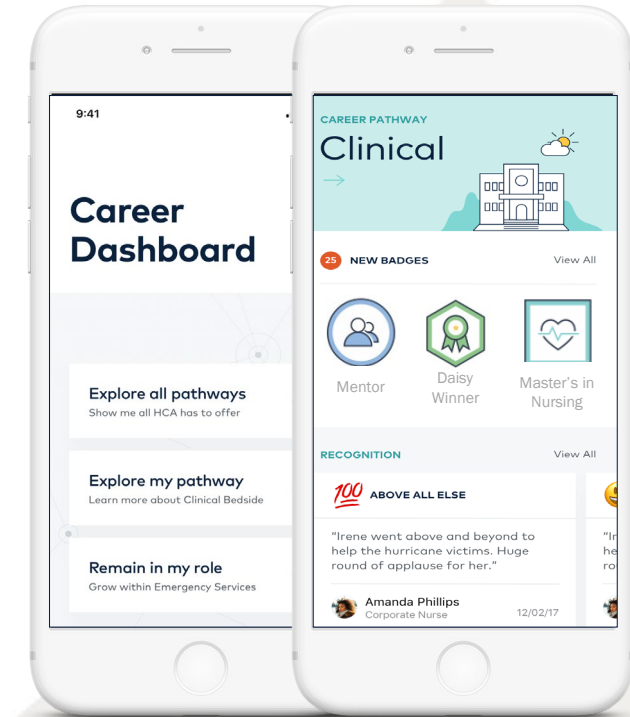 9:41
Career
Dashboard
Explore all pathways
Show me all HCA has to offer
Explore my pathway
Learn more about Clinical Bedside
Remain in my role
Grow within Emergency Services
CAREER PATHWAY
Clinical
25 NEW BADGES View All
Mentor
Daisy
Winner
Master's in
Nursing
RECOGNITION View All
100 ABOVE ALL ELSE
"Irene went above and beyond to
help the hurricane victims. Huge
round of applause for her."
Amanda Phillips
Corporate Nurse 12/02/17